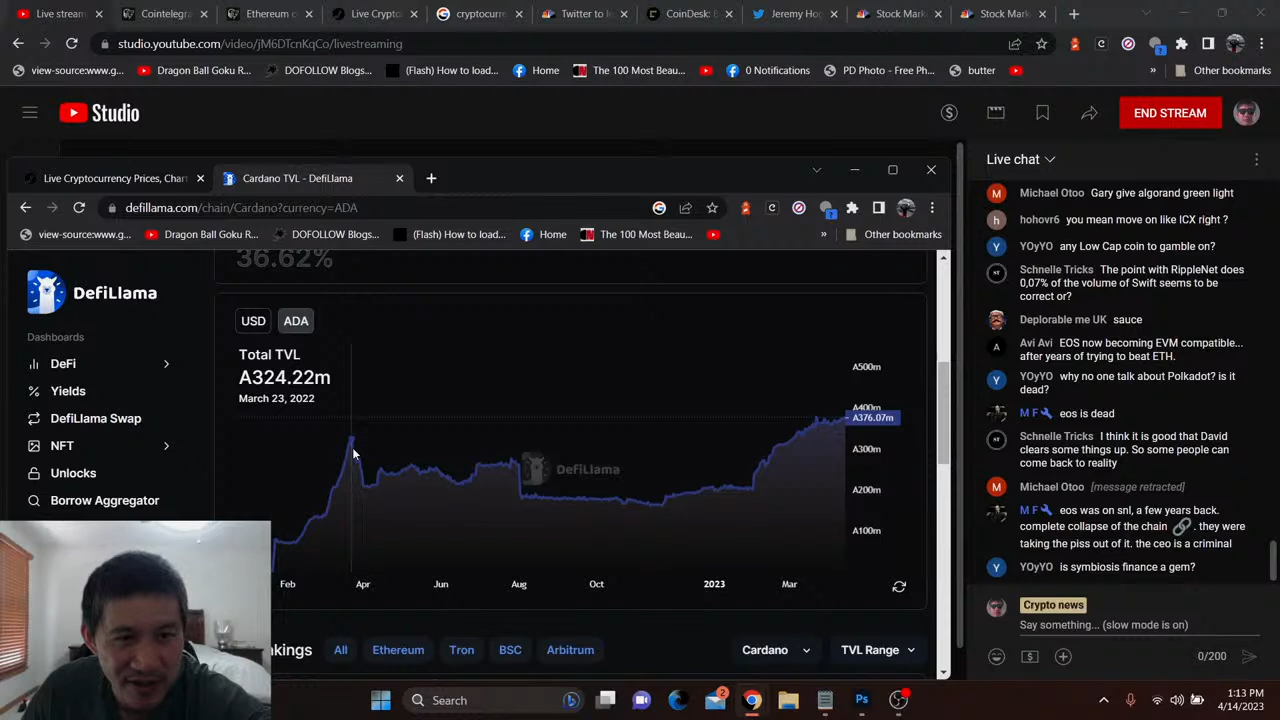 Live stream
Cointelegr
Ethereum c
Live Crypto
cryptocurre
Twitter to le
CoinDesk: B
Jeremy Hog
Stock Mark
Stock Mark
studio.youtube.com/video/jM6DTcnKqCo/livestreaming
view-source:www.g...
Dragon Ball Goku R...
DOFOLLOW Blogs...
(Flash) How to load...
Home
The 100 Most Beau...
0 Notifications
PD Photo - Free Ph...
butter
»
Other bookmarks
Studio
END STREAM
Live Cryptocurrency Prices, Chart
Cardano TVL - DefiLlama
defillama.com/chain/Cardano?currency=ADA
view-source:www.g...
Dragon Ball Goku R...
DOFOLLOW Blogs...
(Flash) How to load...
Home
The 100 Most Beau...
»
Other bookmarks
36.62%
DefiLlama
Dashboards
DeFi
Yields
DefiLlama Swap
NFT
Unlocks
Borrow Aggregator
USD
ADA
Total TVL
₳324.22m
March 23, 2022
₳500m
₳400m
₳376.07m
₳300m
₳200m
₳100m
DefiLlama
Feb
Apr
Jun
Aug
Oct
2023
Mar
nkings
All
Ethereum
Tron
BSC
Arbitrum
Cardano
TVL Range
Live chat
Michael Otoo Gary give algorand green light
hohovr6 you mean move on like ICX right ?
YOyYO any Low Cap coin to gamble on?
Schnelle Tricks The point with RippleNet does
0,07% of the volume of Swift seems to be
correct or?
Deplorable me UK sauce
Avi Avi EOS now becoming EVM compatible...
after years of trying to beat ETH.
YOyYO why no one talk about Polkadot? is it
dead?
M F eos is dead
Schnelle Tricks I think it is good that David
clears some things up. So some people can
come back to reality
Michael Otoo [message retracted]
M F eos was on snl, a few years back.
complete collapse of the chain 🔗. they were
taking the piss out of it. the ceo is a criminal
YOyYO is symbiosis finance a gem?
Crypto news
Say something... (slow mode is on)
0/200
Search
2
1:13 PM
4/14/2023